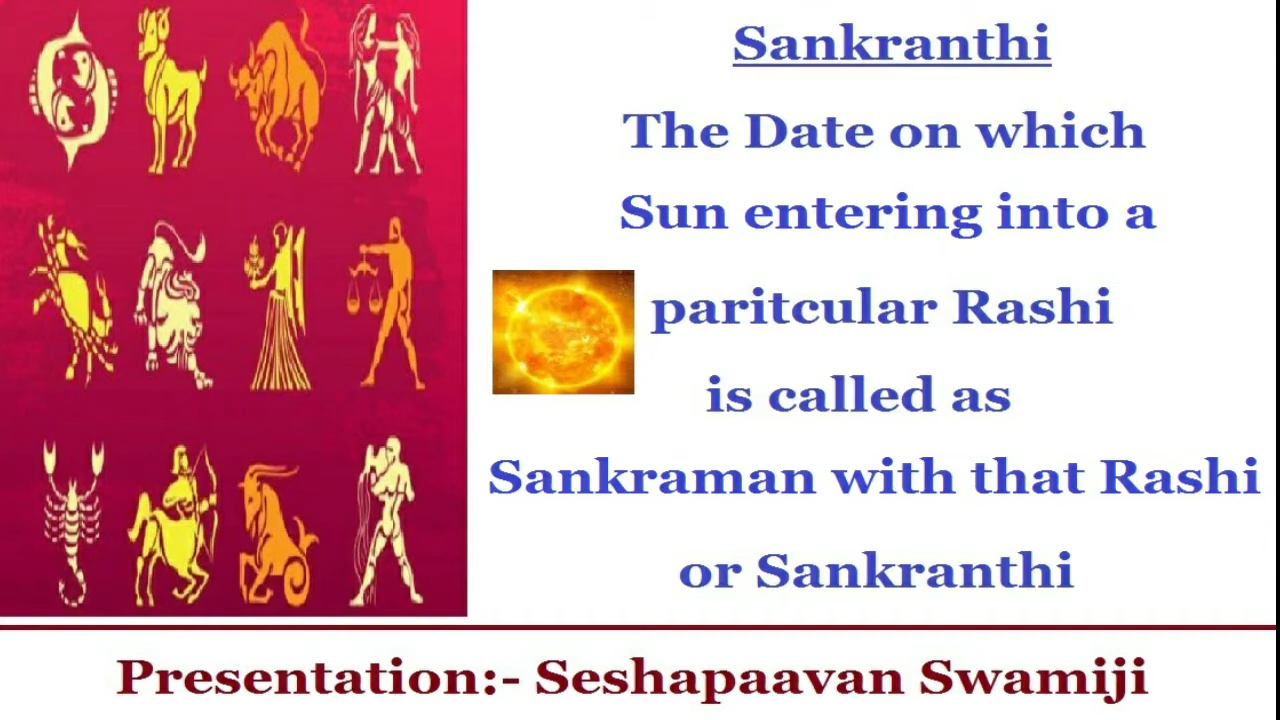 Sankranthi
The Date on which
Sun entering into a
paritcular Rashi
is called as
Sankraman with that Rashi
or Sankranthi
Presentation:- Seshapaavan Swamiji